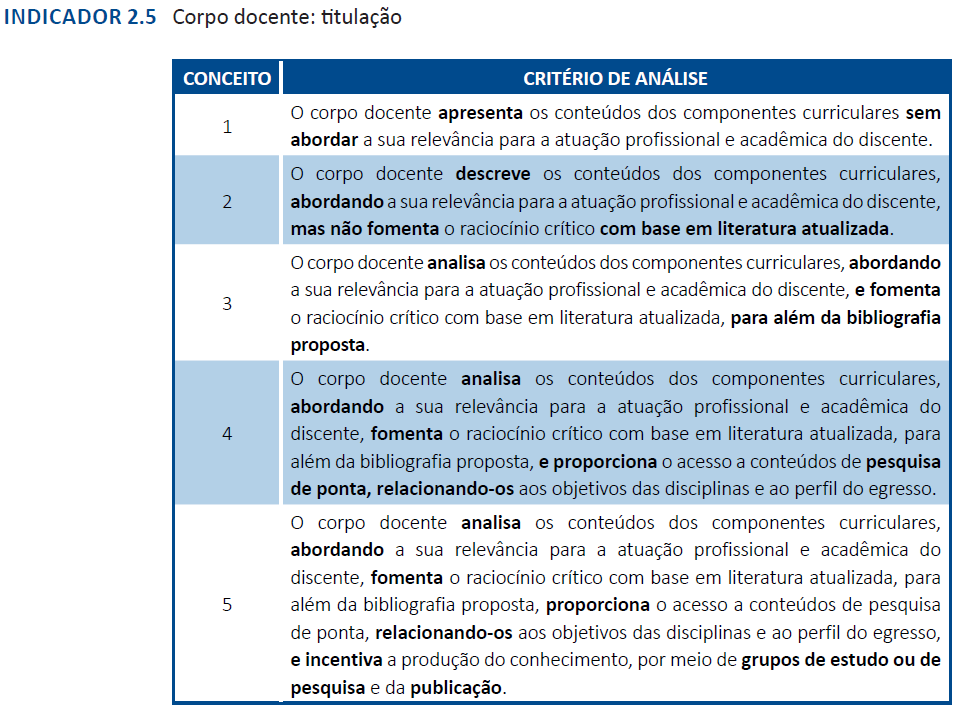 INDICADOR 2.5 Corpo docente: titulação
CONCEITO CRITÉRIO DE ANÁLISE
1
O corpo docente apresenta os conteúdos dos componentes curriculares sem
abordar a sua relevância para a atuação profissional e acadêmica do discente.
2
O corpo docente descreve os conteúdos dos componentes curriculares,
abordando a sua relevância para a atuação profissional e acadêmica do discente,
mas não fomenta o raciocínio crítico com base em literatura atualizada.
3
O corpo docente analisa os conteúdos dos componentes curriculares, abordando
a sua relevância para a atuação profissional e acadêmica do discente, e fomenta
o raciocínio crítico com base em literatura atualizada, para além da bibliografia
proposta.
4
O corpo docente analisa os conteúdos dos componentes curriculares,
abordando a sua relevância para a atuação profissional e acadêmica do
discente, fomenta o raciocínio crítico com base em literatura atualizada, para
além da bibliografia proposta, e proporciona o acesso a conteúdos de pesquisa
de ponta, relacionando-os aos objetivos das disciplinas e ao perfil do egresso.
5
O corpo docente analisa os conteúdos dos componentes curriculares,
abordando a sua relevância para a atuação profissional e acadêmica do
discente, fomenta o raciocínio crítico com base em literatura atualizada, para
além da bibliografia proposta, proporciona o acesso a conteúdos de pesquisa
de ponta, relacionando-os aos objetivos das disciplinas e ao perfil do egresso,
e incentiva a produção do conhecimento, por meio de grupos de estudo ou de
pesquisa e da publicação.